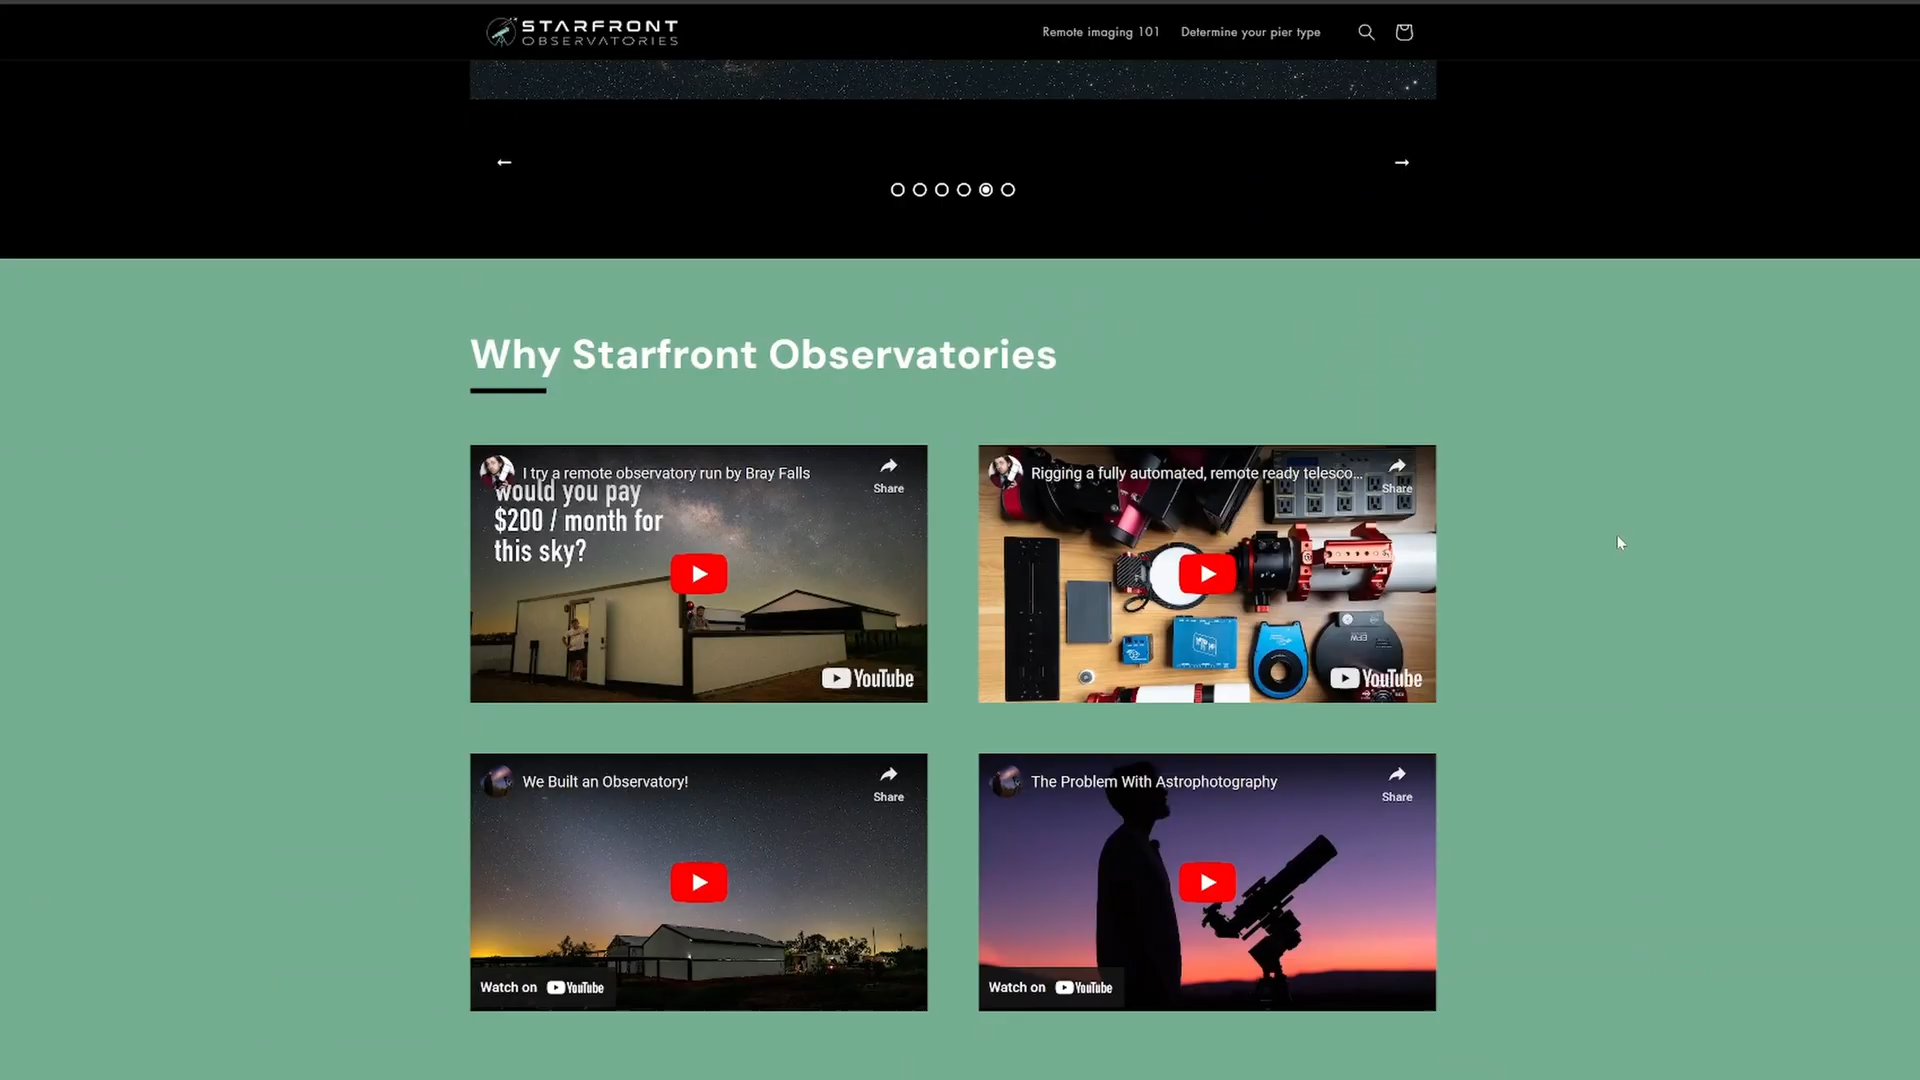 STARFRONT
OBSERVATORIES
Remote imaging 101
Determine your pier type
Why Starfront Observatories
I try a remote observatory run by Bray Falls
Share
would you pay
$200 / month for
this sky?
YouTube
Rigging a fully automated, remote ready telesco...
Share
EFW
YouTube
We Built an Observatory!
Share
Watch on YouTube
The Problem With Astrophotography
Share
Watch on YouTube